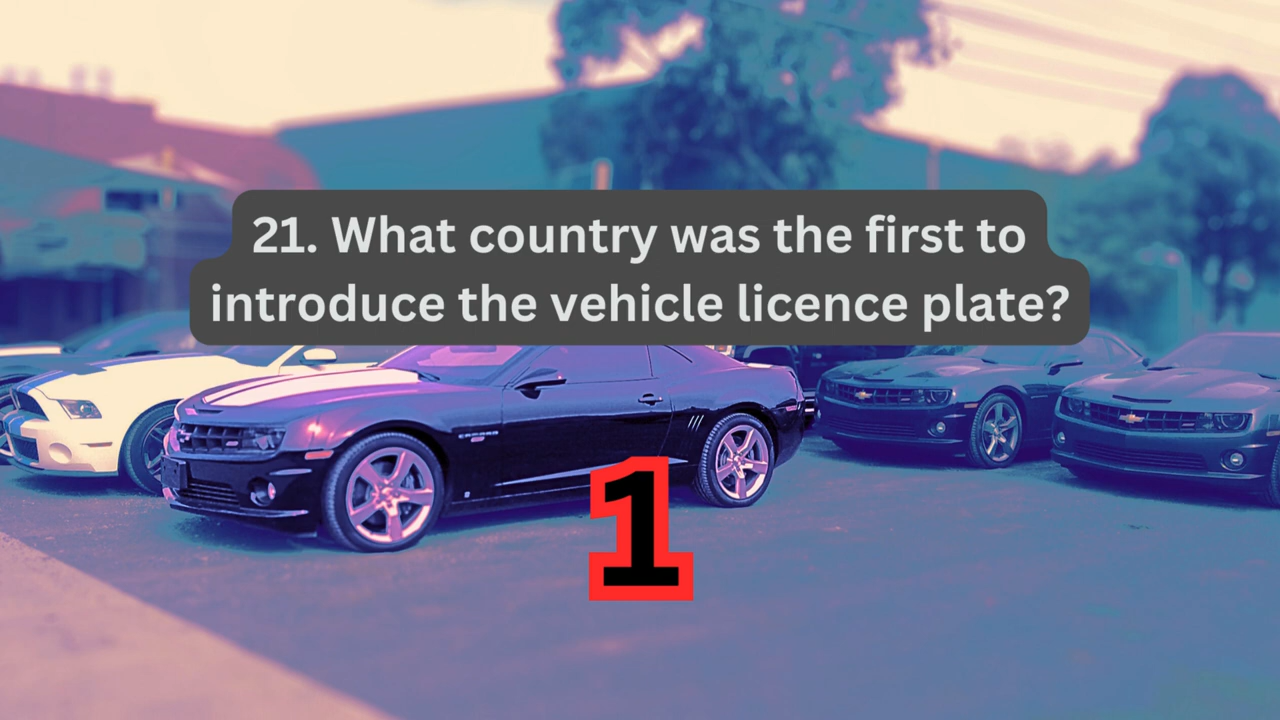 21. What country was the first to
introduce the vehicle licence plate?
1